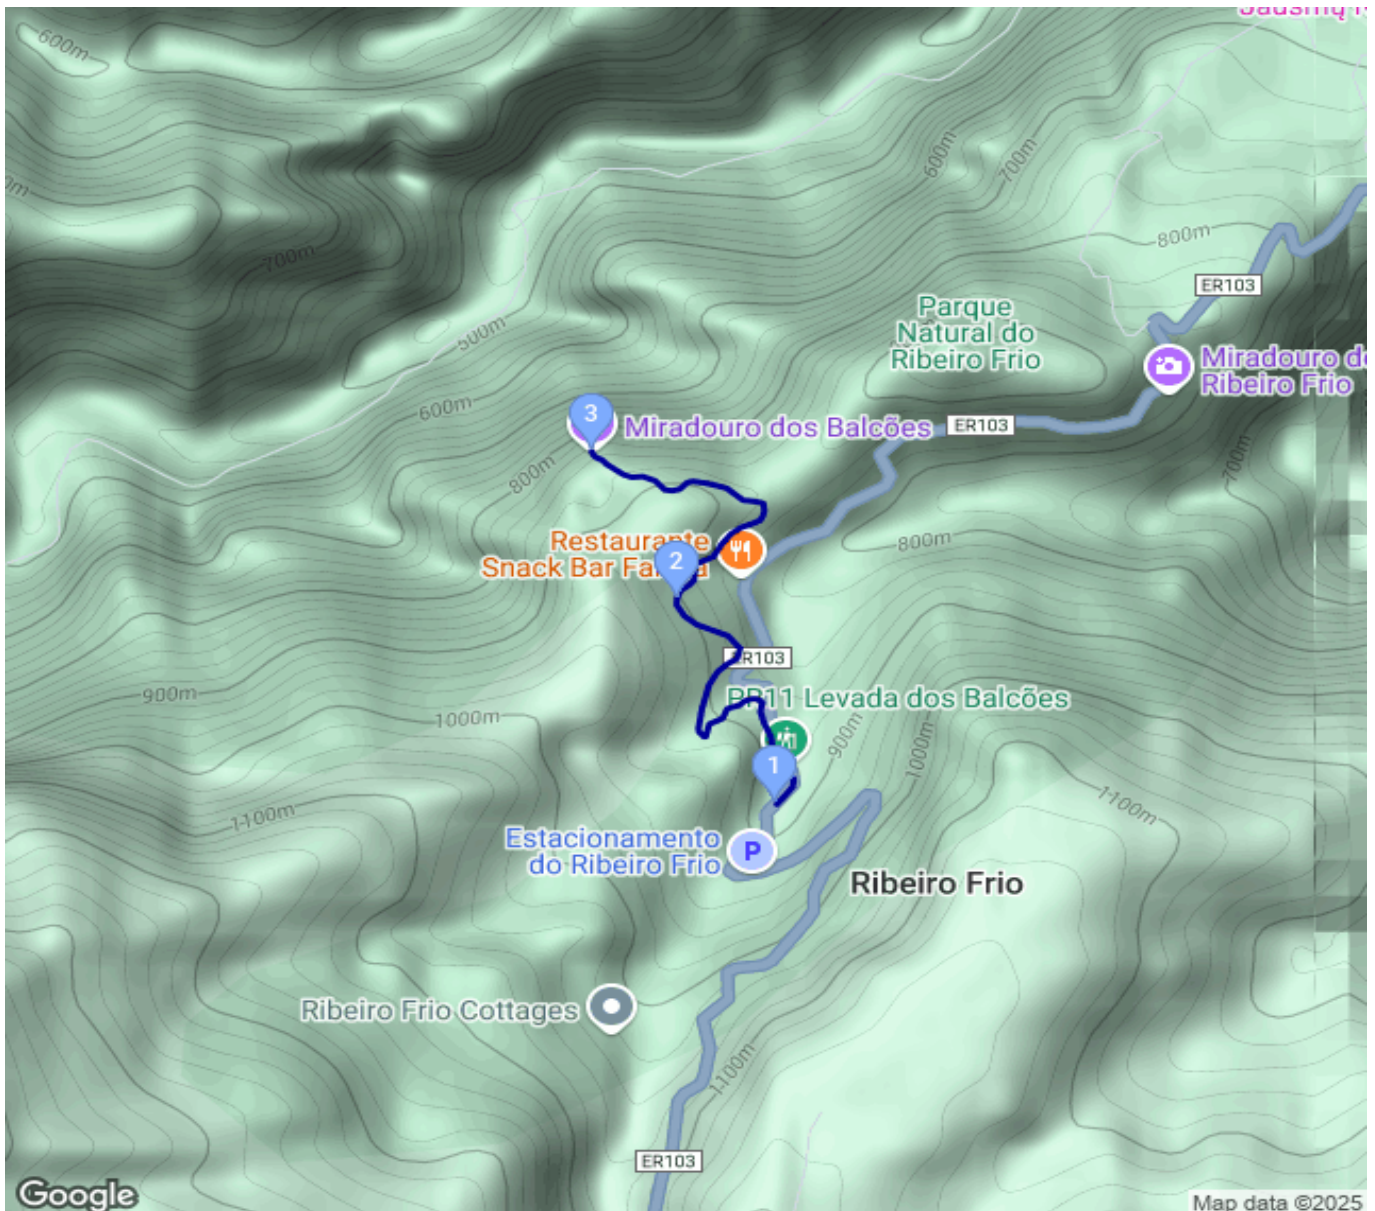 600m
700m
600m
700m
800m
ER103
Parque
Natural do
Ribeiro Frio
Miradouro d
Ribeiro Frio
500m
600m
3
Miradouro dos Balcões
ER103
800m
700m
Restaurante
Snack Bar Fa
2
800m
ER103
900m
1000m
PR11 Levada dos Balcões
900m
1000m
1
1100m
1100m
Estacionamento
do Ribeiro Frio
P
Ribeiro Frio
Ribeiro Frio Cottages
1100m
ER103
Google
Map data ©2025